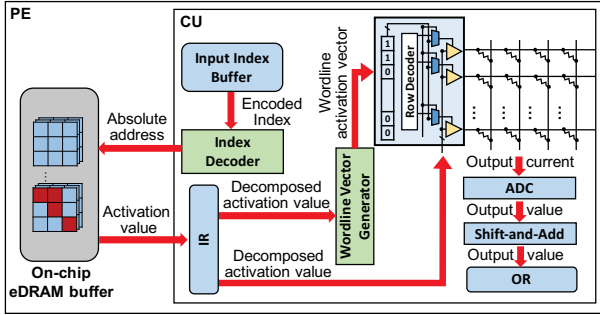 PE
CU
Input Index
Buffer
Encoded
Index
Absolute
address
Index
Decoder
Wordline
activation vector
1
1
0
0
0
Row Decoder
Decomposed
activation value
Wordline Vector
Generator
Activation
value
IR
Decomposed
activation value
On-chip
eDRAM buffer
Output current
ADC
Output value
Shift-and-Add
Output value
OR